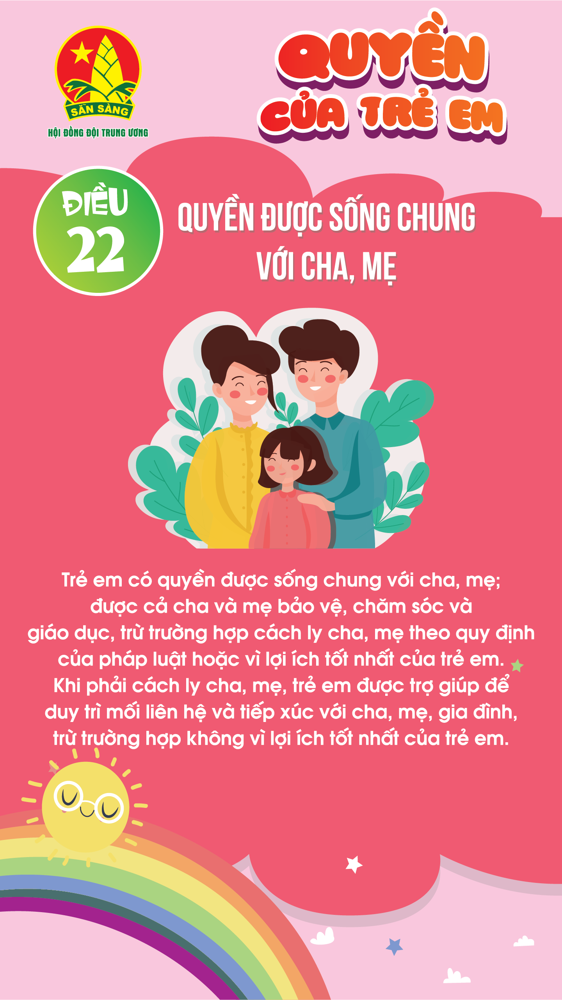 SẴN SÀNG
HỘI ĐỒNG ĐỘI TRUNG ƯƠNG
QUYỀN
CỦA TRẺ EM
ĐIỀU
22
QUYỀN ĐƯỢC SỐNG CHUNG
VỚI CHA, MẸ
Trẻ em có quyền được sống chung với cha, mẹ;
được cả cha và mẹ bảo vệ, chăm sóc và
giáo dục, trừ trường hợp cách ly cha, mẹ theo quy định
của pháp luật hoặc vì lợi ích tốt nhất của trẻ em.
Khi phải cách ly cha, mẹ, trẻ em được trợ giúp để
duy trì mối liên hệ và tiếp xúc với cha, mẹ, gia đình,
trừ trường hợp không vì lợi ích tốt nhất của trẻ em.